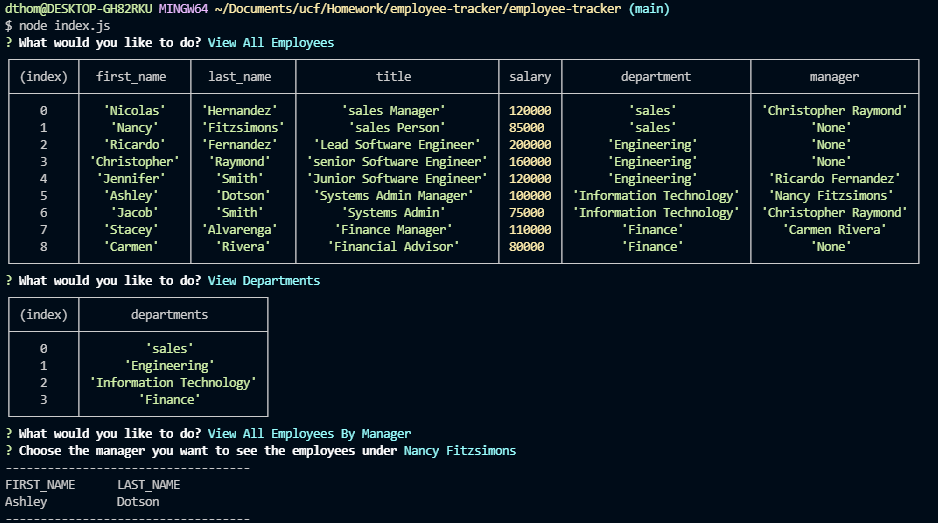 dthom@DESKTOP-GH82RKU MINGW64 ~/Documents/ucf/Homework/employee-tracker/employee-tracker (main)
$ node index.js
? What would you like to do? View All Employees
(index) first_name last_name title salary department manager
0 'Nicolas' 'Hernandez' 'sales Manager' 120000 'sales' 'Christopher Raymond'
1 'Nancy' 'Fitzsimons' 'sales Person' 85000 'sales' 'None'
2 'Ricardo' 'Fernandez' 'Lead Software Engineer' 200000 'Engineering' 'None'
3 'Christopher' 'Raymond' 'senior Software Engineer' 160000 'Engineering' 'None'
4 'Jennifer' 'Smith' 'Junior Software Engineer' 120000 'Engineering' 'Ricardo Fernandez'
5 'Ashley' 'Dotson' 'Systems Admin Manager' 100000 'Information Technology' 'Nancy Fitzsimons'
6 'Jacob' 'Smith' 'Systems Admin' 75000 'Information Technology' 'Christopher Raymond'
7 'Stacey' 'Alvarenga' 'Finance Manager' 110000 'Finance' 'Carmen Rivera'
8 'Carmen' 'Rivera' 'Financial Advisor' 80000 'Finance' 'None'
? What would you like to do? View Departments
(index) departments
0 'sales'
1 'Engineering'
2 'Information Technology'
3 'Finance'
? What would you like to do? View All Employees By Manager
? Choose the manager you want to see the employees under Nancy Fitzsimons
-----------------------------------
FIRST_NAME LAST_NAME
Ashley Dotson
-----------------------------------